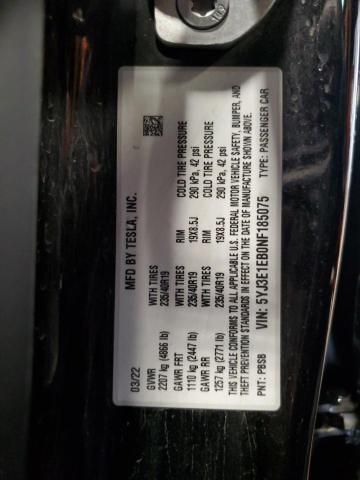 MFD BY TESLA, INC.
03/22
GVWR
2207 kg (4866 lb)
GAWR FRT WITH TIRES RIM COLD TIRE PRESSURE
1110 kg (2447 lb) 235/40R19 19X8.5J 290 kPa, 42 psi
GAWR RR WITH TIRES RIM COLD TIRE PRESSURE
1257 kg (2771 lb) 235/40R19 19X8.5J 290 kPa, 42 psi
THIS VEHICLE CONFORMS TO ALL APPLICABLE U.S. FEDERAL MOTOR VEHICLE SAFETY, BUMPER, AND
THEFT PREVENTION STANDARDS IN EFFECT ON THE DATE OF MANUFACTURE SHOWN ABOVE.
VIN: 5YJ3E1EB0NF185075
PNT: PBSB TYPE: PASSENGER CAR